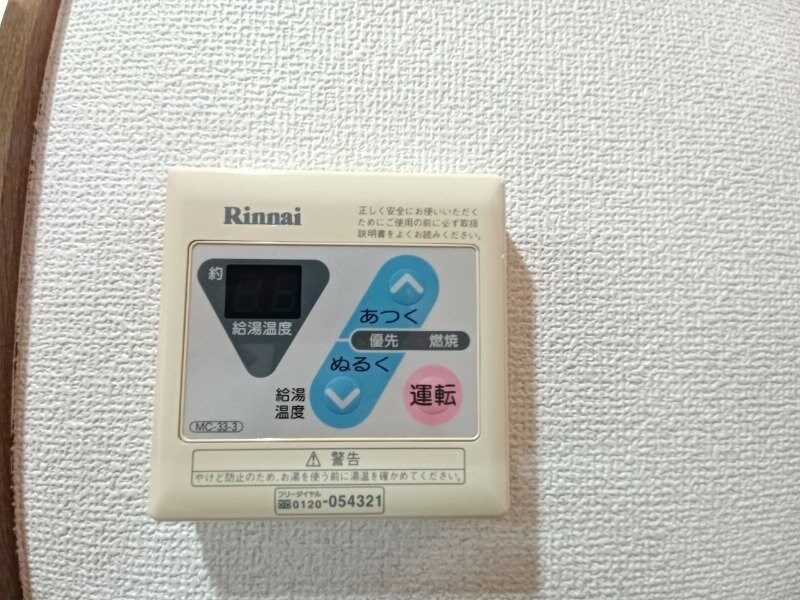 Rinnai
正しく安全にお使いいただく
ためにご使用の前に必ず取扱
説明書をよくお読みください。
約
給湯温度
あつく
優先 燃焼
ぬるく
給湯
温度
運転
MC-33-3
⚠ 警告
やけど防止のため、お湯を使う前に湯温を確かめてください。
フリーダイヤル
0120-054321